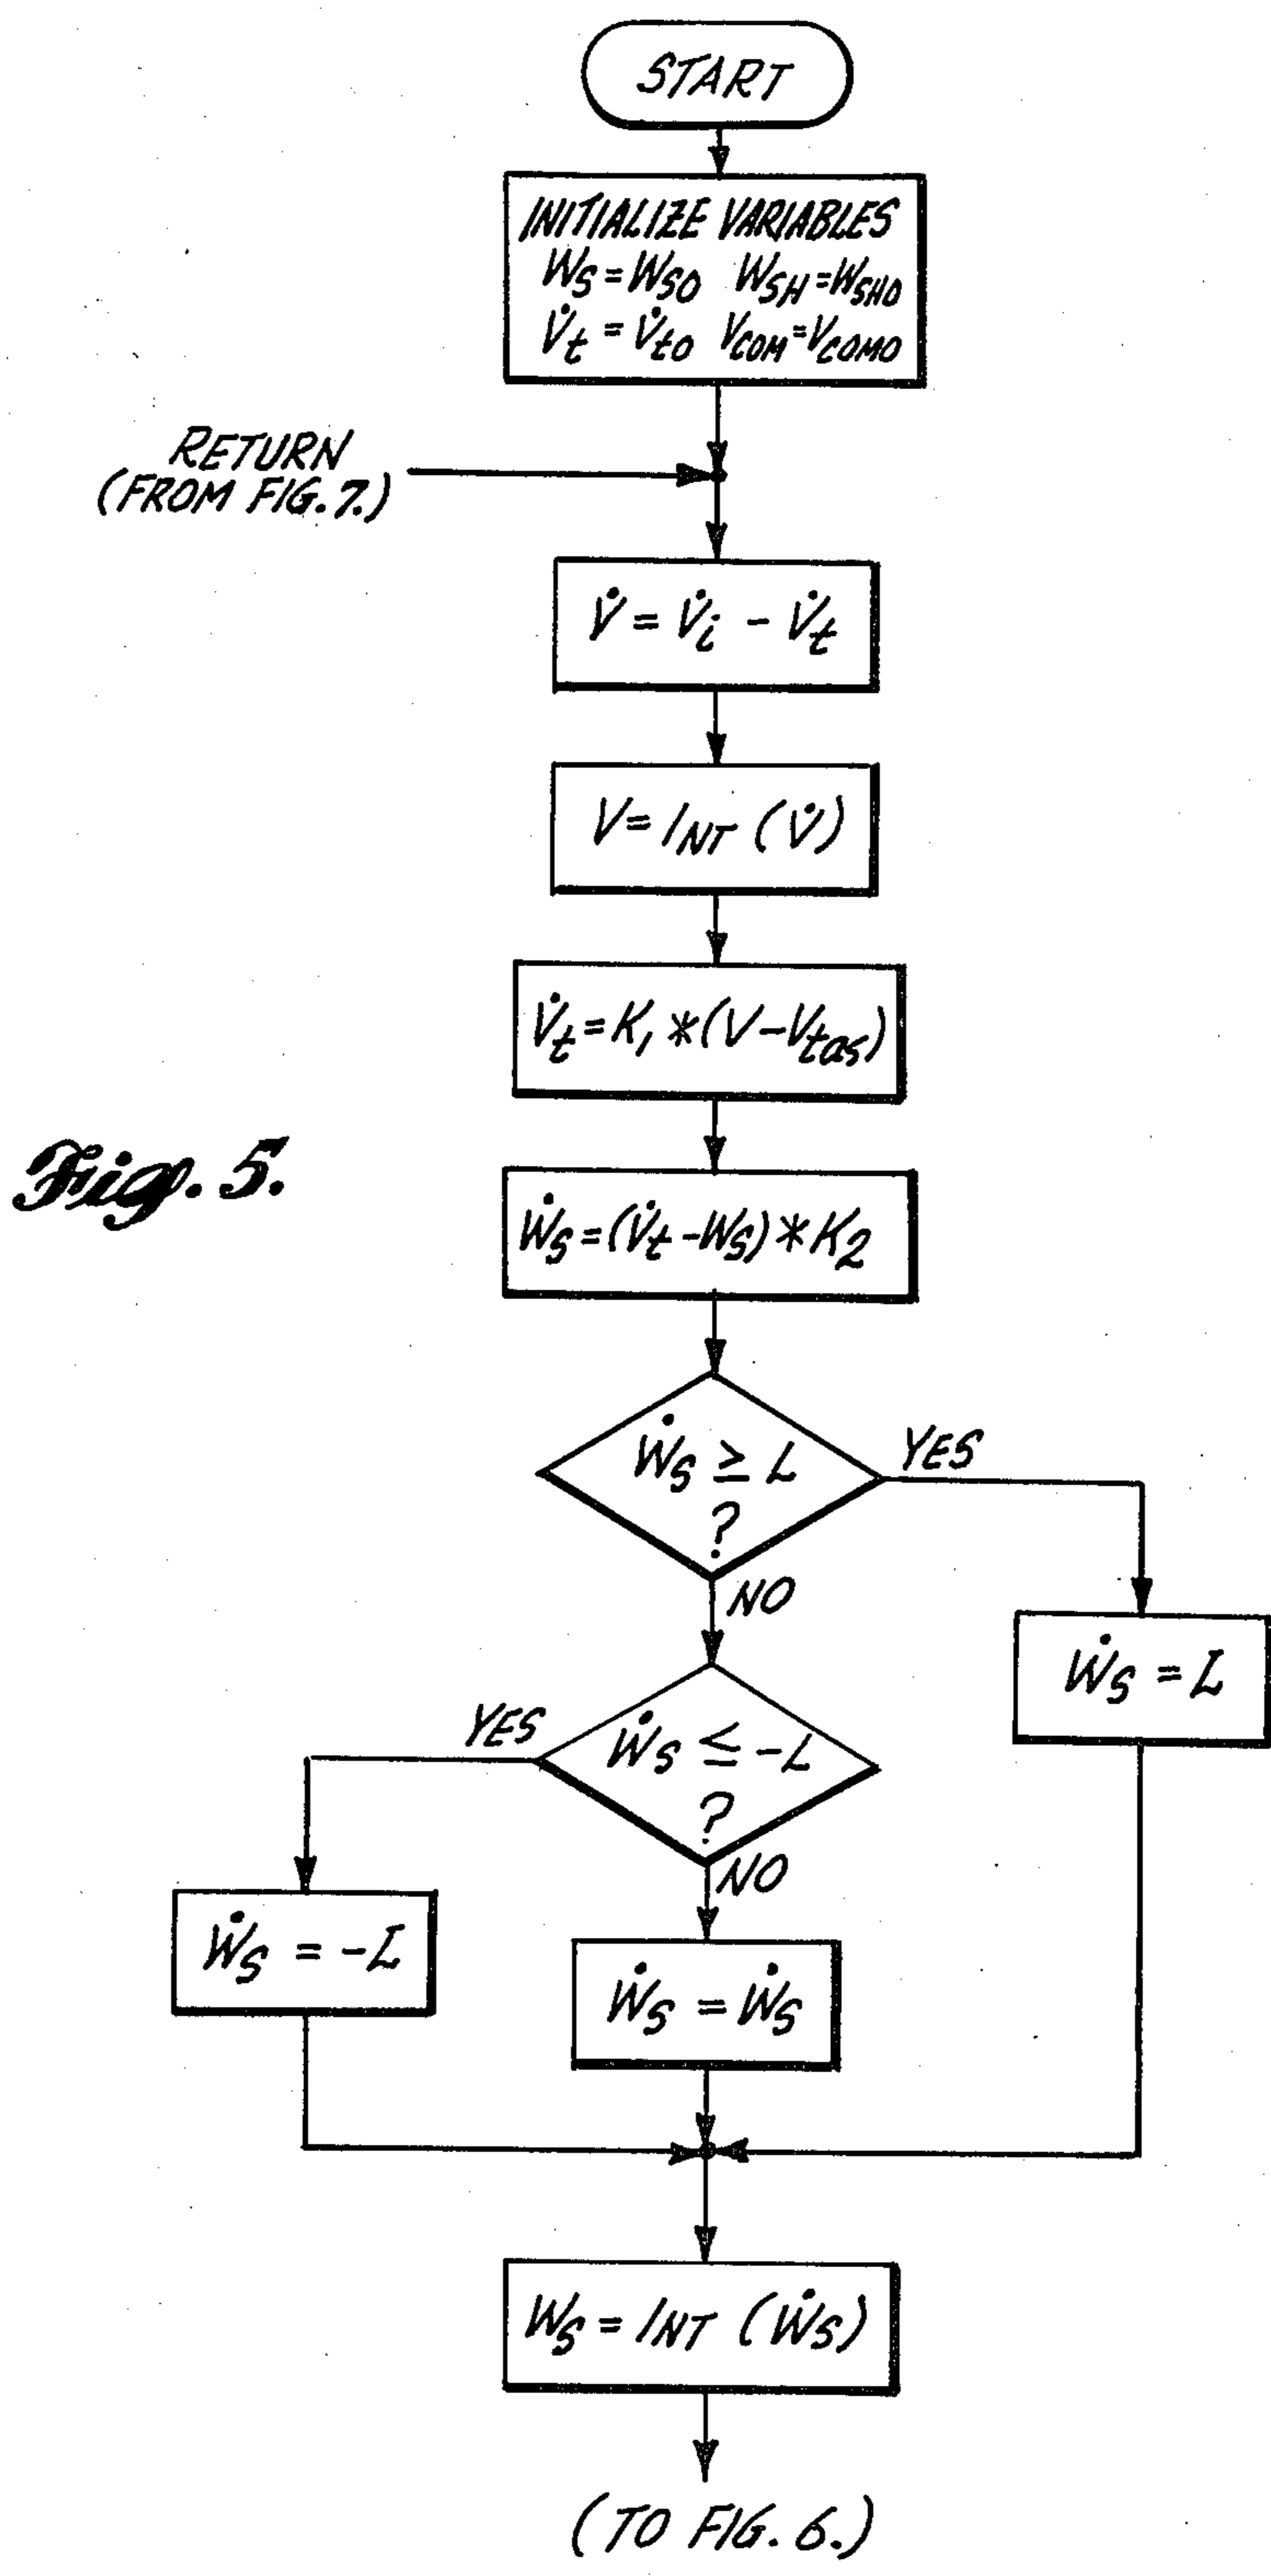 START
INITIALIZE VARIABLES
W_S = W_SO W_SH = W_SHO
V̇_t = V̇_to V_COM = V_COMO
RETURN
(FROM FIG. 7.)
V̇ = V̇_i - V̇_t
V = INT (V̇)
V̇_t = K_1 * (V - V_tas)
Fig. 5.
Ẇ_S = (V̇_t - W_S) * K_2
Ẇ_S ≥ L
?
YES
NO
Ẇ_S = L
Ẇ_S ≤ -L
?
YES
NO
Ẇ_S = -L
Ẇ_S = Ẇ_S
W_S = INT (Ẇ_S)
(TO FIG. 6.)